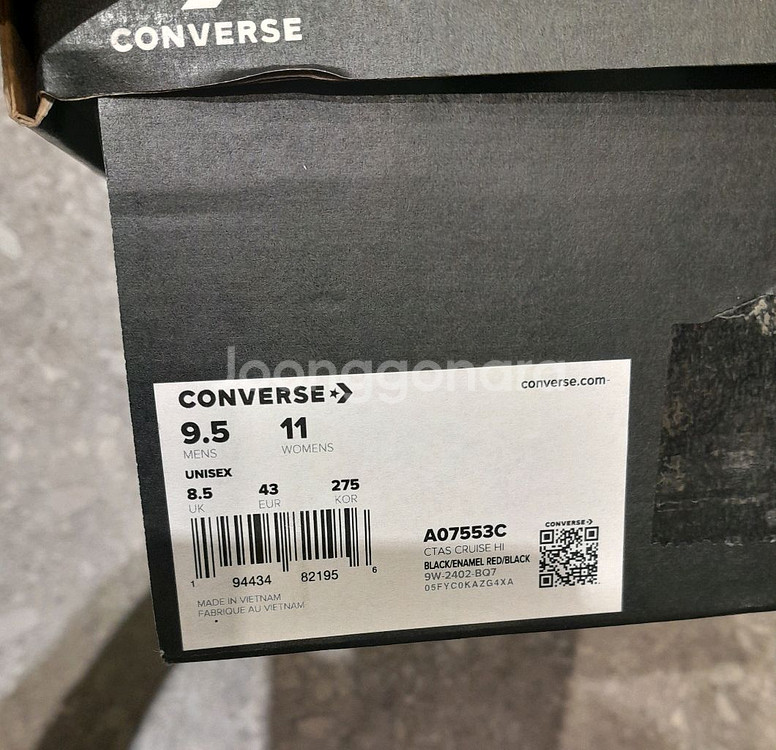 CONVERSE
Joonggonara
CONVERSE
converse.com
9.5 11
MENS WOMENS
UNISEX
8.5 43 275
UK EUR KOR
1 94434 82195 6
MADE IN VIETNAM
FABRIQUE AU VIETNAM
CONVERSE
A07553C
CTAS CRUISE HI
BLACK/ENAMEL RED/BLACK
9W-2402-BQ7
05FYC0KAZG4XA